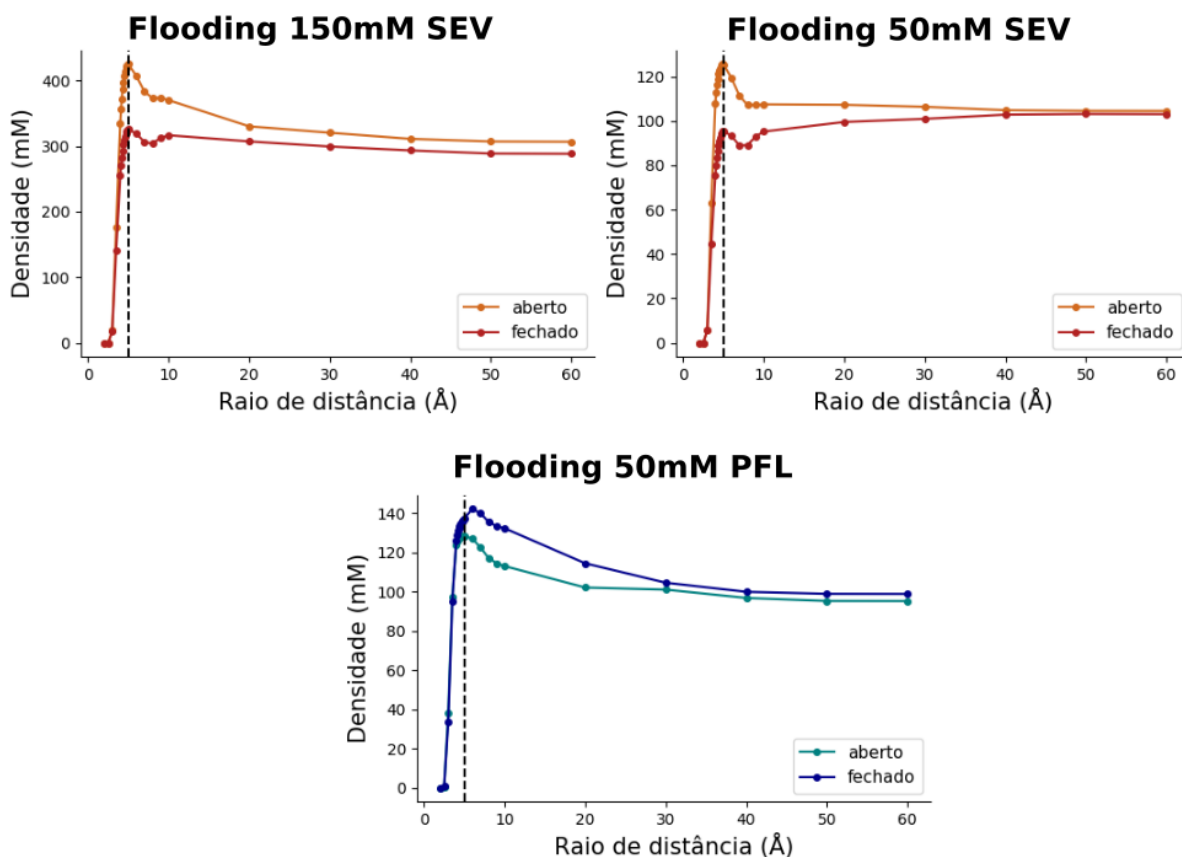 Flooding 150mM SEV
Densidade (mM)
400
300
200
100
0
0 10 20 30 40 50 60
Raio de distância (Å)
aberto
fechado
Flooding 50mM SEV
Densidade (mM)
120
100
80
60
40
20
0
0 10 20 30 40 50 60
Raio de distância (Å)
aberto
fechado
Flooding 50mM PFL
Densidade (mM)
140
120
100
80
60
40
20
0
0 10 20 30 40 50 60
Raio de distância (Å)
aberto
fechado